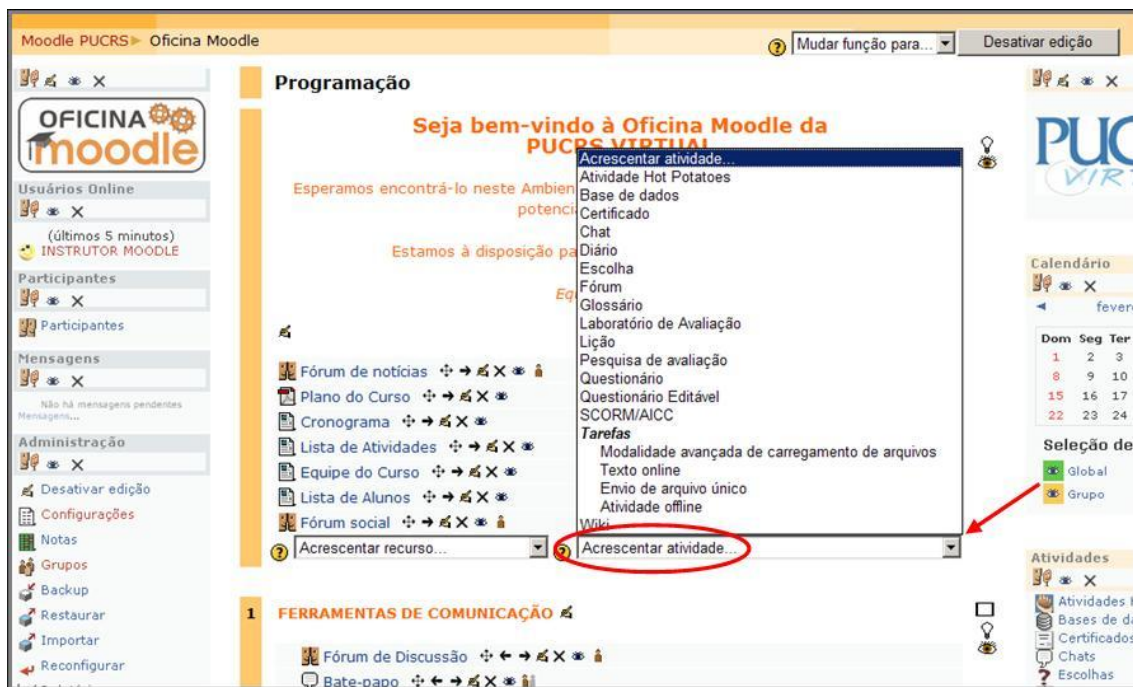 Moodle PUCRS► Oficina Moodle
Mudar função para...
Desativar edição
OFICINA
moodle
Usuários Online
(últimos 5 minutos)
INSTRUTOR MOODLE
Participantes
Participantes
Mensagens
Não há mensagens pendentes
Mensagens...
Administração
Desativar edição
Configurações
Notas
Grupos
Backup
Restaurar
Importar
Reconfigurar
Programação
Seja bem-vindo à Oficina Moodle da
PUCRS VIRTUAL
Esperamos encontrá-lo neste
Estamos à disposição
Fórum de notícias
Plano do Curso
Cronograma
Lista de Atividades
Equipe do Curso
Lista de Alunos
Fórum social
Acrescentar recurso...
Acrescentar atividade...
Atividade Hot Potatoes
Base de dados
Certificado
Chat
Diário
Escolha
Fórum
Glossário
Laboratório de Avaliação
Lição
Pesquisa de avaliação
Questionário
Questionário Editável
SCORM/AICC
Tarefas
Modalidade avançada de carregamento de arquivos
Texto online
Envio de arquivo único
Atividade offline
Wiki
Acrescentar atividade...
1 FERRAMENTAS DE COMUNICAÇÃO
Fórum de Discussão
Bate-papo
PUC
VIR
Calendário
fever
Dom Seg Ter
1 2 3
8 9 10
15 16 17
22 23 24
Seleção de
Global
Grupo
Atividades
Atividades
Bases de da
Certificados
Chats
Escolhas